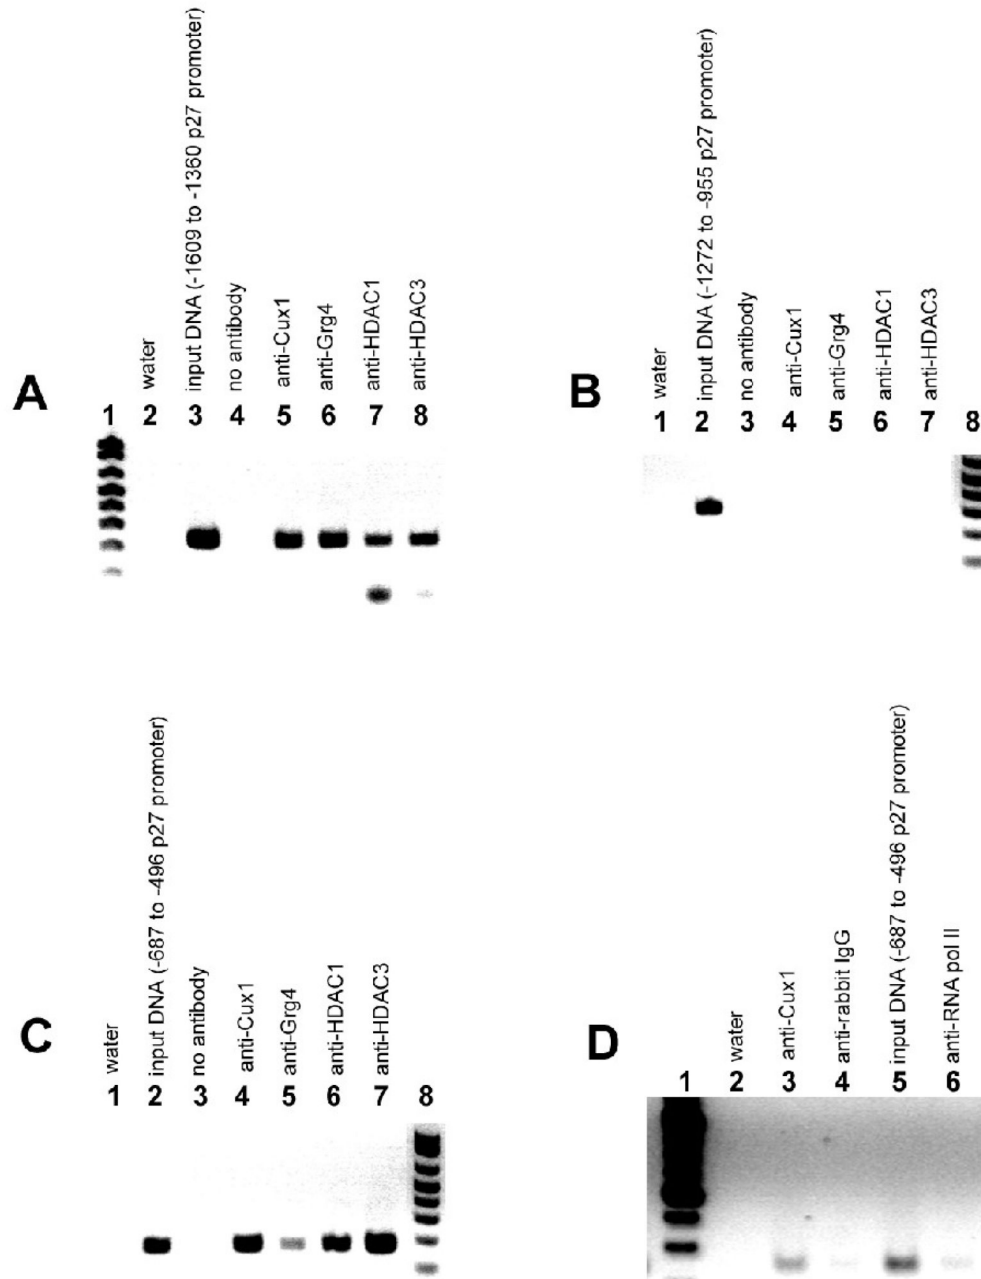 A
water
input DNA (-1609 to -1360 p27 promoter)
no antibody
anti-Cux1
anti-Grg4
anti-HDAC1
anti-HDAC3
1 2 3 4 5 6 7 8
B
water
input DNA (-1272 to -955 p27 promoter)
no antibody
anti-Cux1
anti-Grg4
anti-HDAC1
anti-HDAC3
1 2 3 4 5 6 7 8
C
water
input DNA (-687 to -496 p27 promoter)
no antibody
anti-Cux1
anti-Grg4
anti-HDAC1
anti-HDAC3
1 2 3 4 5 6 7 8
D
water
anti-Cux1
anti-rabbit IgG
input DNA (-687 to -496 p27 promoter)
anti-RNA pol II
1 2 3 4 5 6